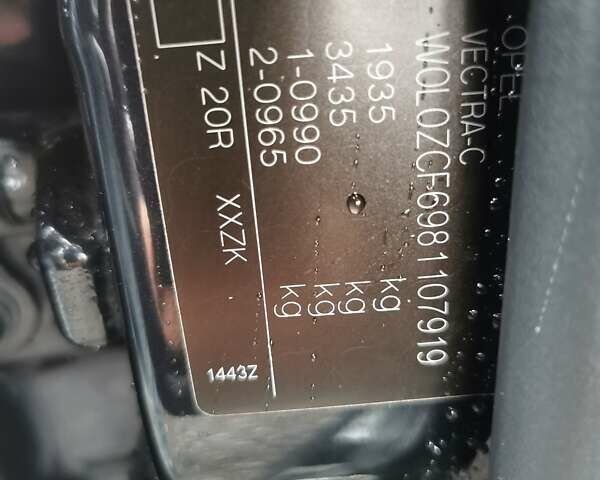 OPEL
VECTRA-C
W0L0ZCF6981107919
1935 kg
3435 kg
1-0990 kg
2-0965 kg
Z 20R XXZK
1443Z